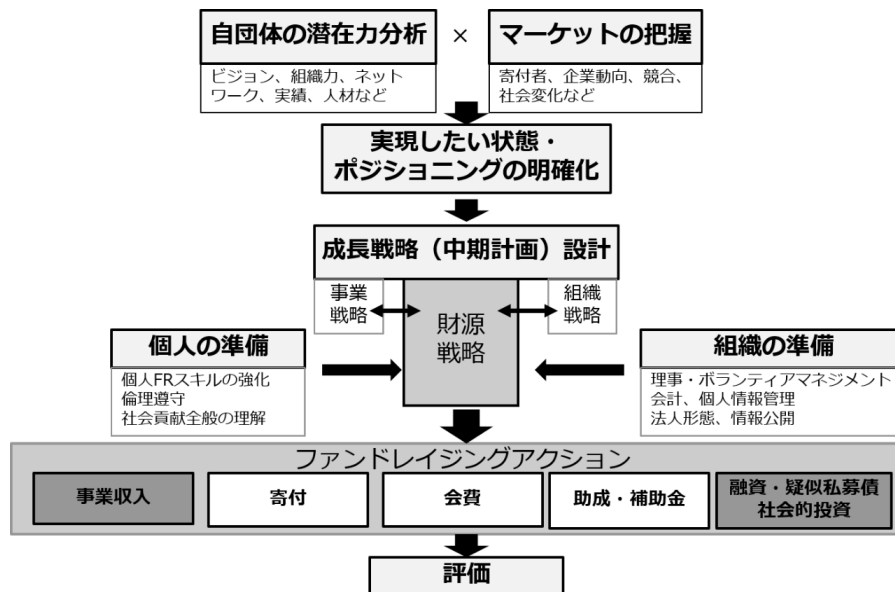 自団体の潜在力分析
×
マーケットの把握
ビジョン、組織力、ネット
ワーク、実績、人材など
寄付者、企業動向、競合、
社会変化など
実現したい状態・
ポジショニングの明確化
成長戦略（中期計画）設計
事業
戦略
財源
戦略
組織
戦略
個人の準備
個人FRスキルの強化
倫理遵守
社会貢献全般の理解
組織の準備
理事・ボランティアマネジメント
会計、個人情報管理
法人形態、情報公開
ファンドレイジングアクション
事業収入
寄付
会費
助成・補助金
融資・疑似私募債
社会的投資
評価